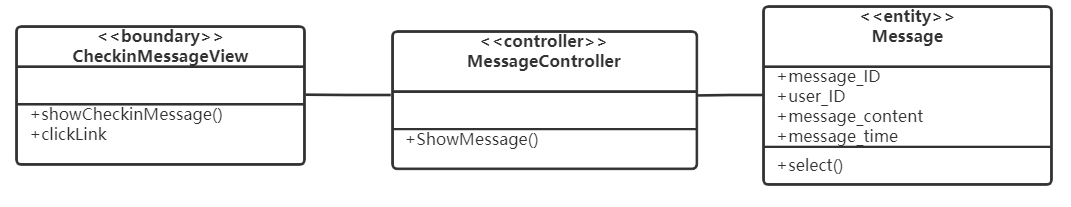 <<boundary>>
CheckinMessageView
+showCheckinMessage()
+clickLink
<<controller>>
MessageController
+ShowMessage()
<<entity>>
Message
+message_ID
+user_ID
+message_content
+message_time
+select()